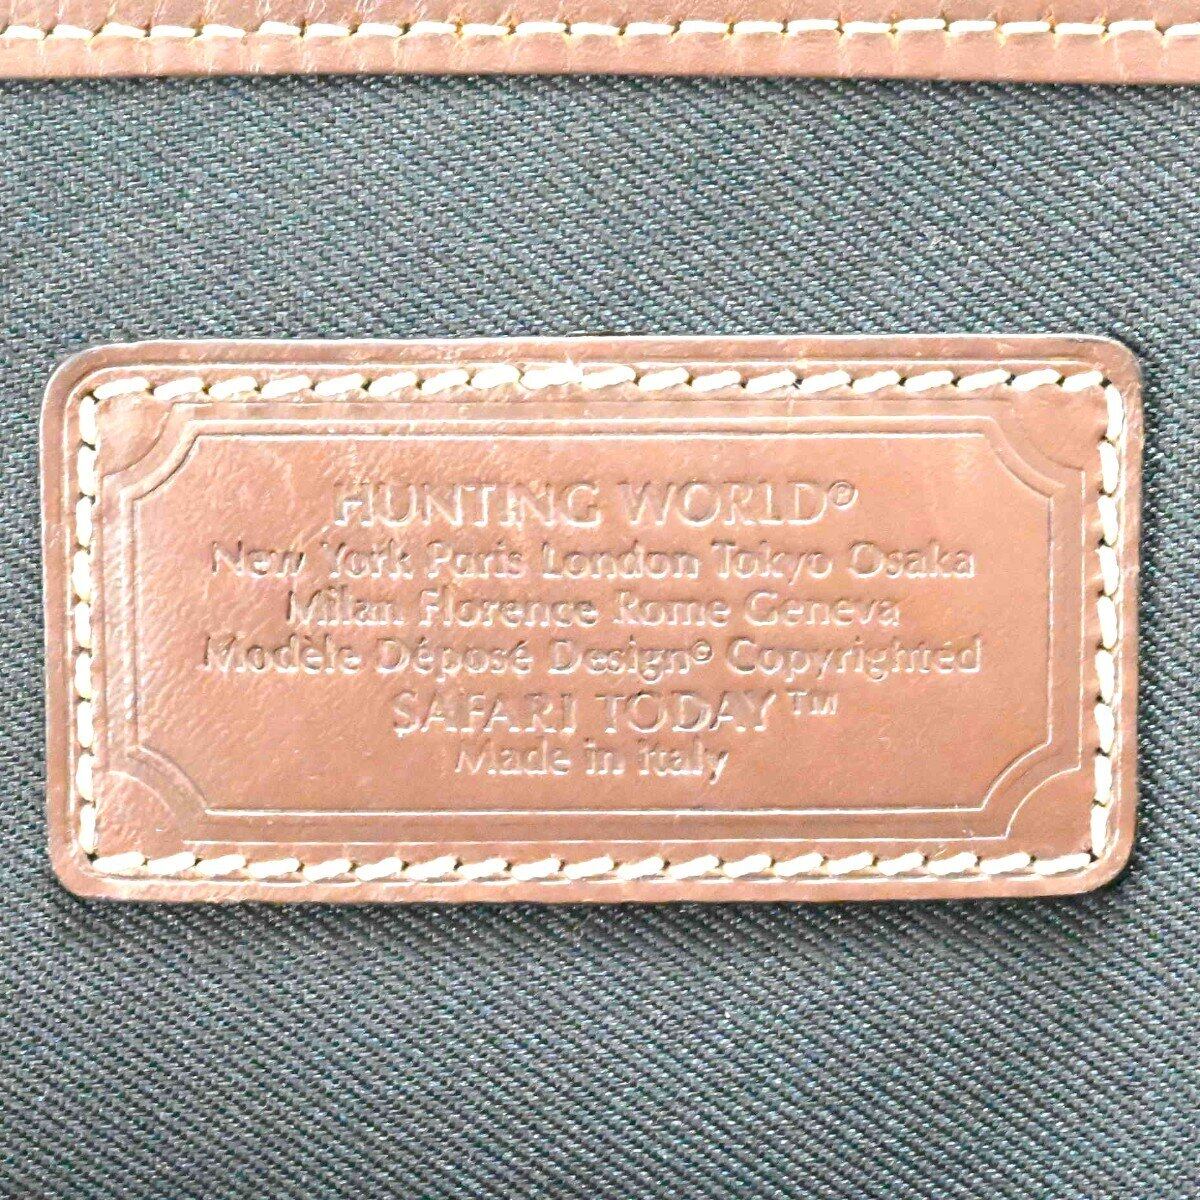 HUNTING WORLD®
New York Paris London Tokyo Osaka
Milan Florence Rome Geneva
Modèle Déposé Design© Copyrighted
SAFARI TODAY™
Made in Italy